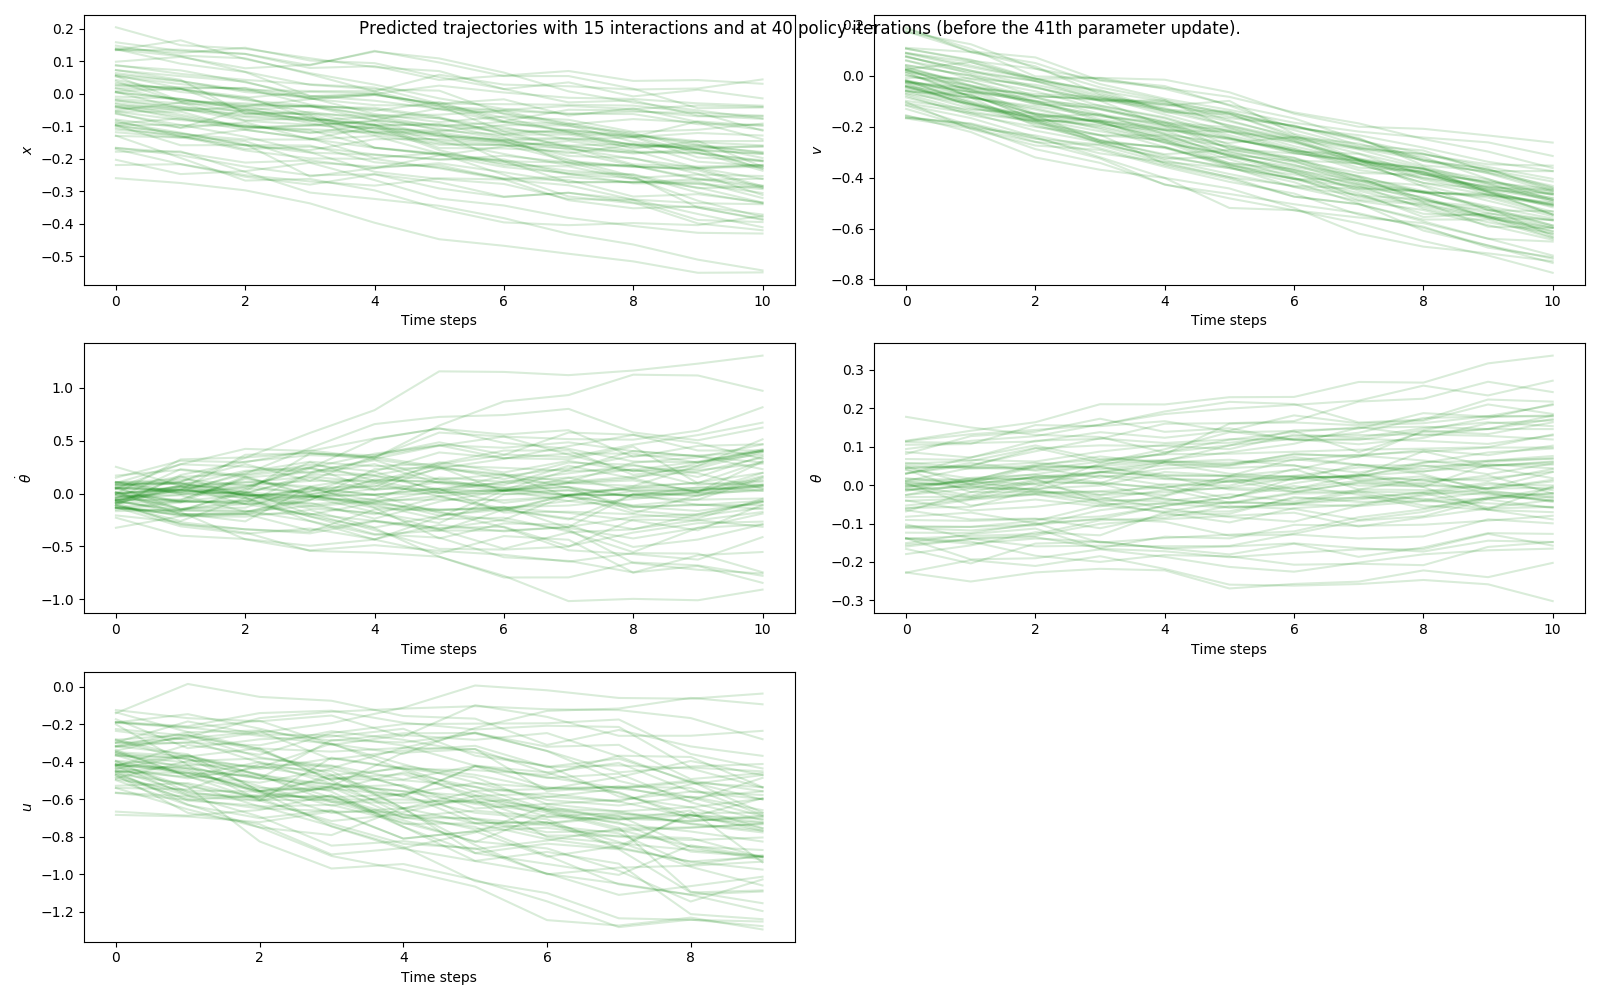 Predicted trajectories with 15 interactions and at 40 policy iterations (before the 41th parameter update).
0.2
0.1
0.0
−0.1
−0.2
−0.3
−0.4
−0.5
x
0 2 4 6 8 10
Time steps
0.2
0.0
−0.2
−0.4
−0.6
−0.8
v
0 2 4 6 8 10
Time steps
1.0
0.5
0.0
−0.5
−1.0
θ̇
0 2 4 6 8 10
Time steps
0.3
0.2
0.1
0.0
−0.1
−0.2
−0.3
θ
0 2 4 6 8 10
Time steps
0.0
−0.2
−0.4
−0.6
−0.8
−1.0
−1.2
u
0 2 4 6 8
Time steps